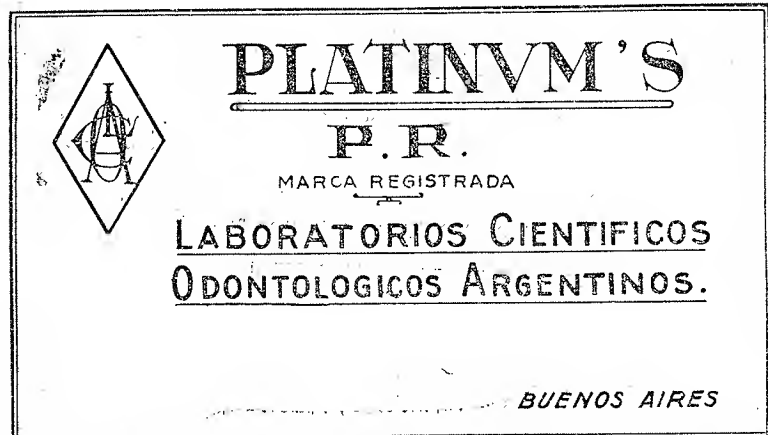 PLATINVM'S
P.R.
MARCA REGISTRADA
LABORATORIOS CIENTIFICOS
ODONTOLOGICOS ARGENTINOS.
BUENOS AIRES